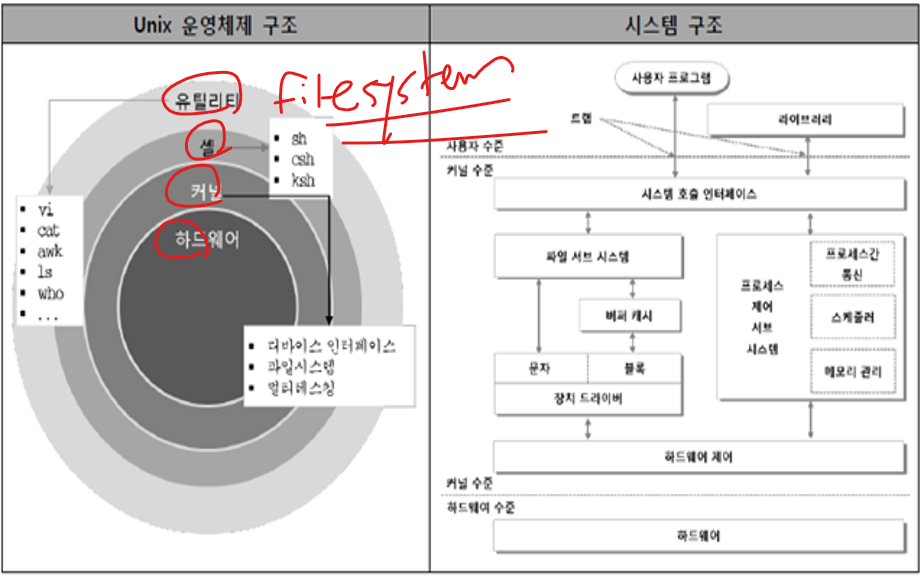 Unix 운영체제 구조
유틸리티
filesystem
셸
sh
csh
ksh
커널
하드웨어
vi
cat
awk
ls
who
...
디바이스 인터페이스
파일시스템
멀티테스킹
시스템 구조
사용자 프로그램
트랩
라이브러리
사용자 수준
커널 수준
시스템 호출 인터페이스
파일 서브 시스템
버퍼 캐시
문자
블록
장치 드라이버
프로세스
제어
서브
시스템
프로세스간
통신
스케줄러
메모리 관리
하드웨어 제어
커널 수준
하드웨어 수준
하드웨어